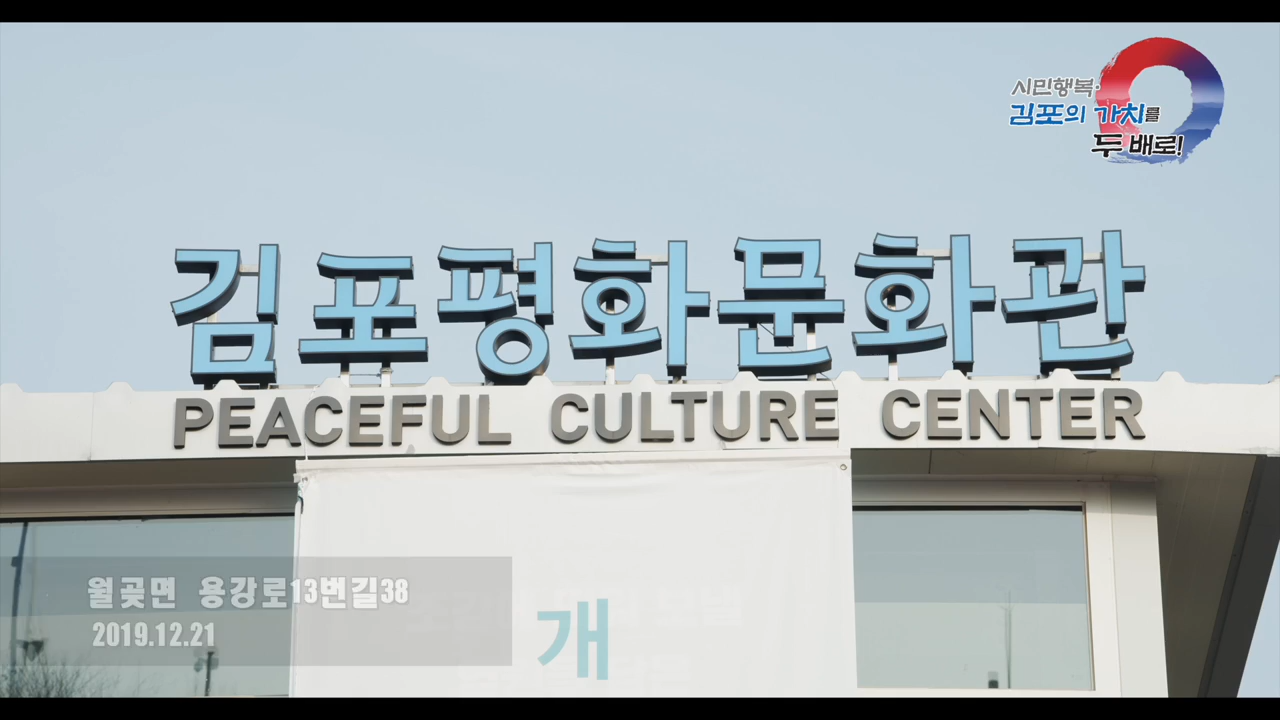 시민행복·
김포의 가치를
두 배로!
김포평화문화관
PEACEFUL CULTURE CENTER
월곶면 용강로13번길38
2019.12.21
개